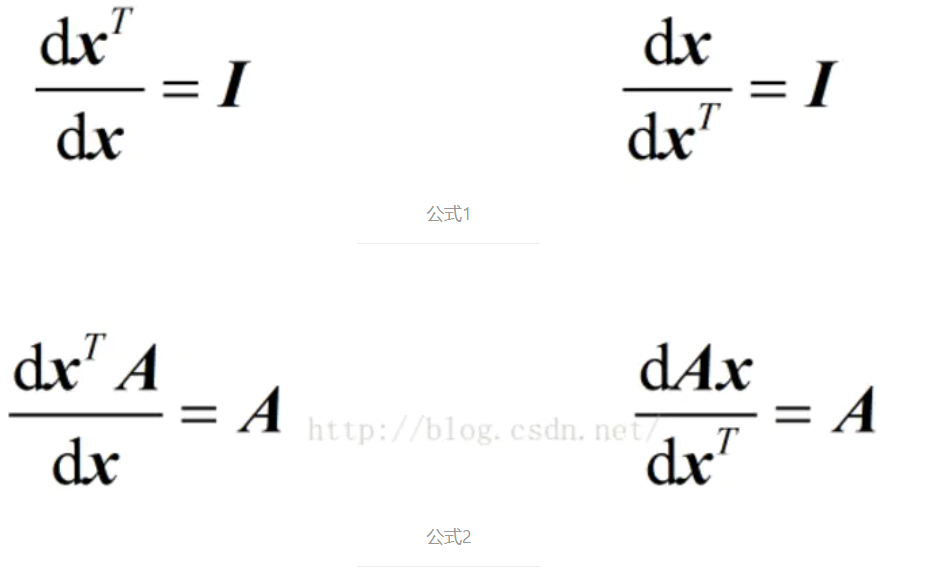 dx^T / dx = I    dx / dx^T = I
公式1
dx^T A / dx = A    dAx / dx^T = A
http://blog.csdn.net/
公式2